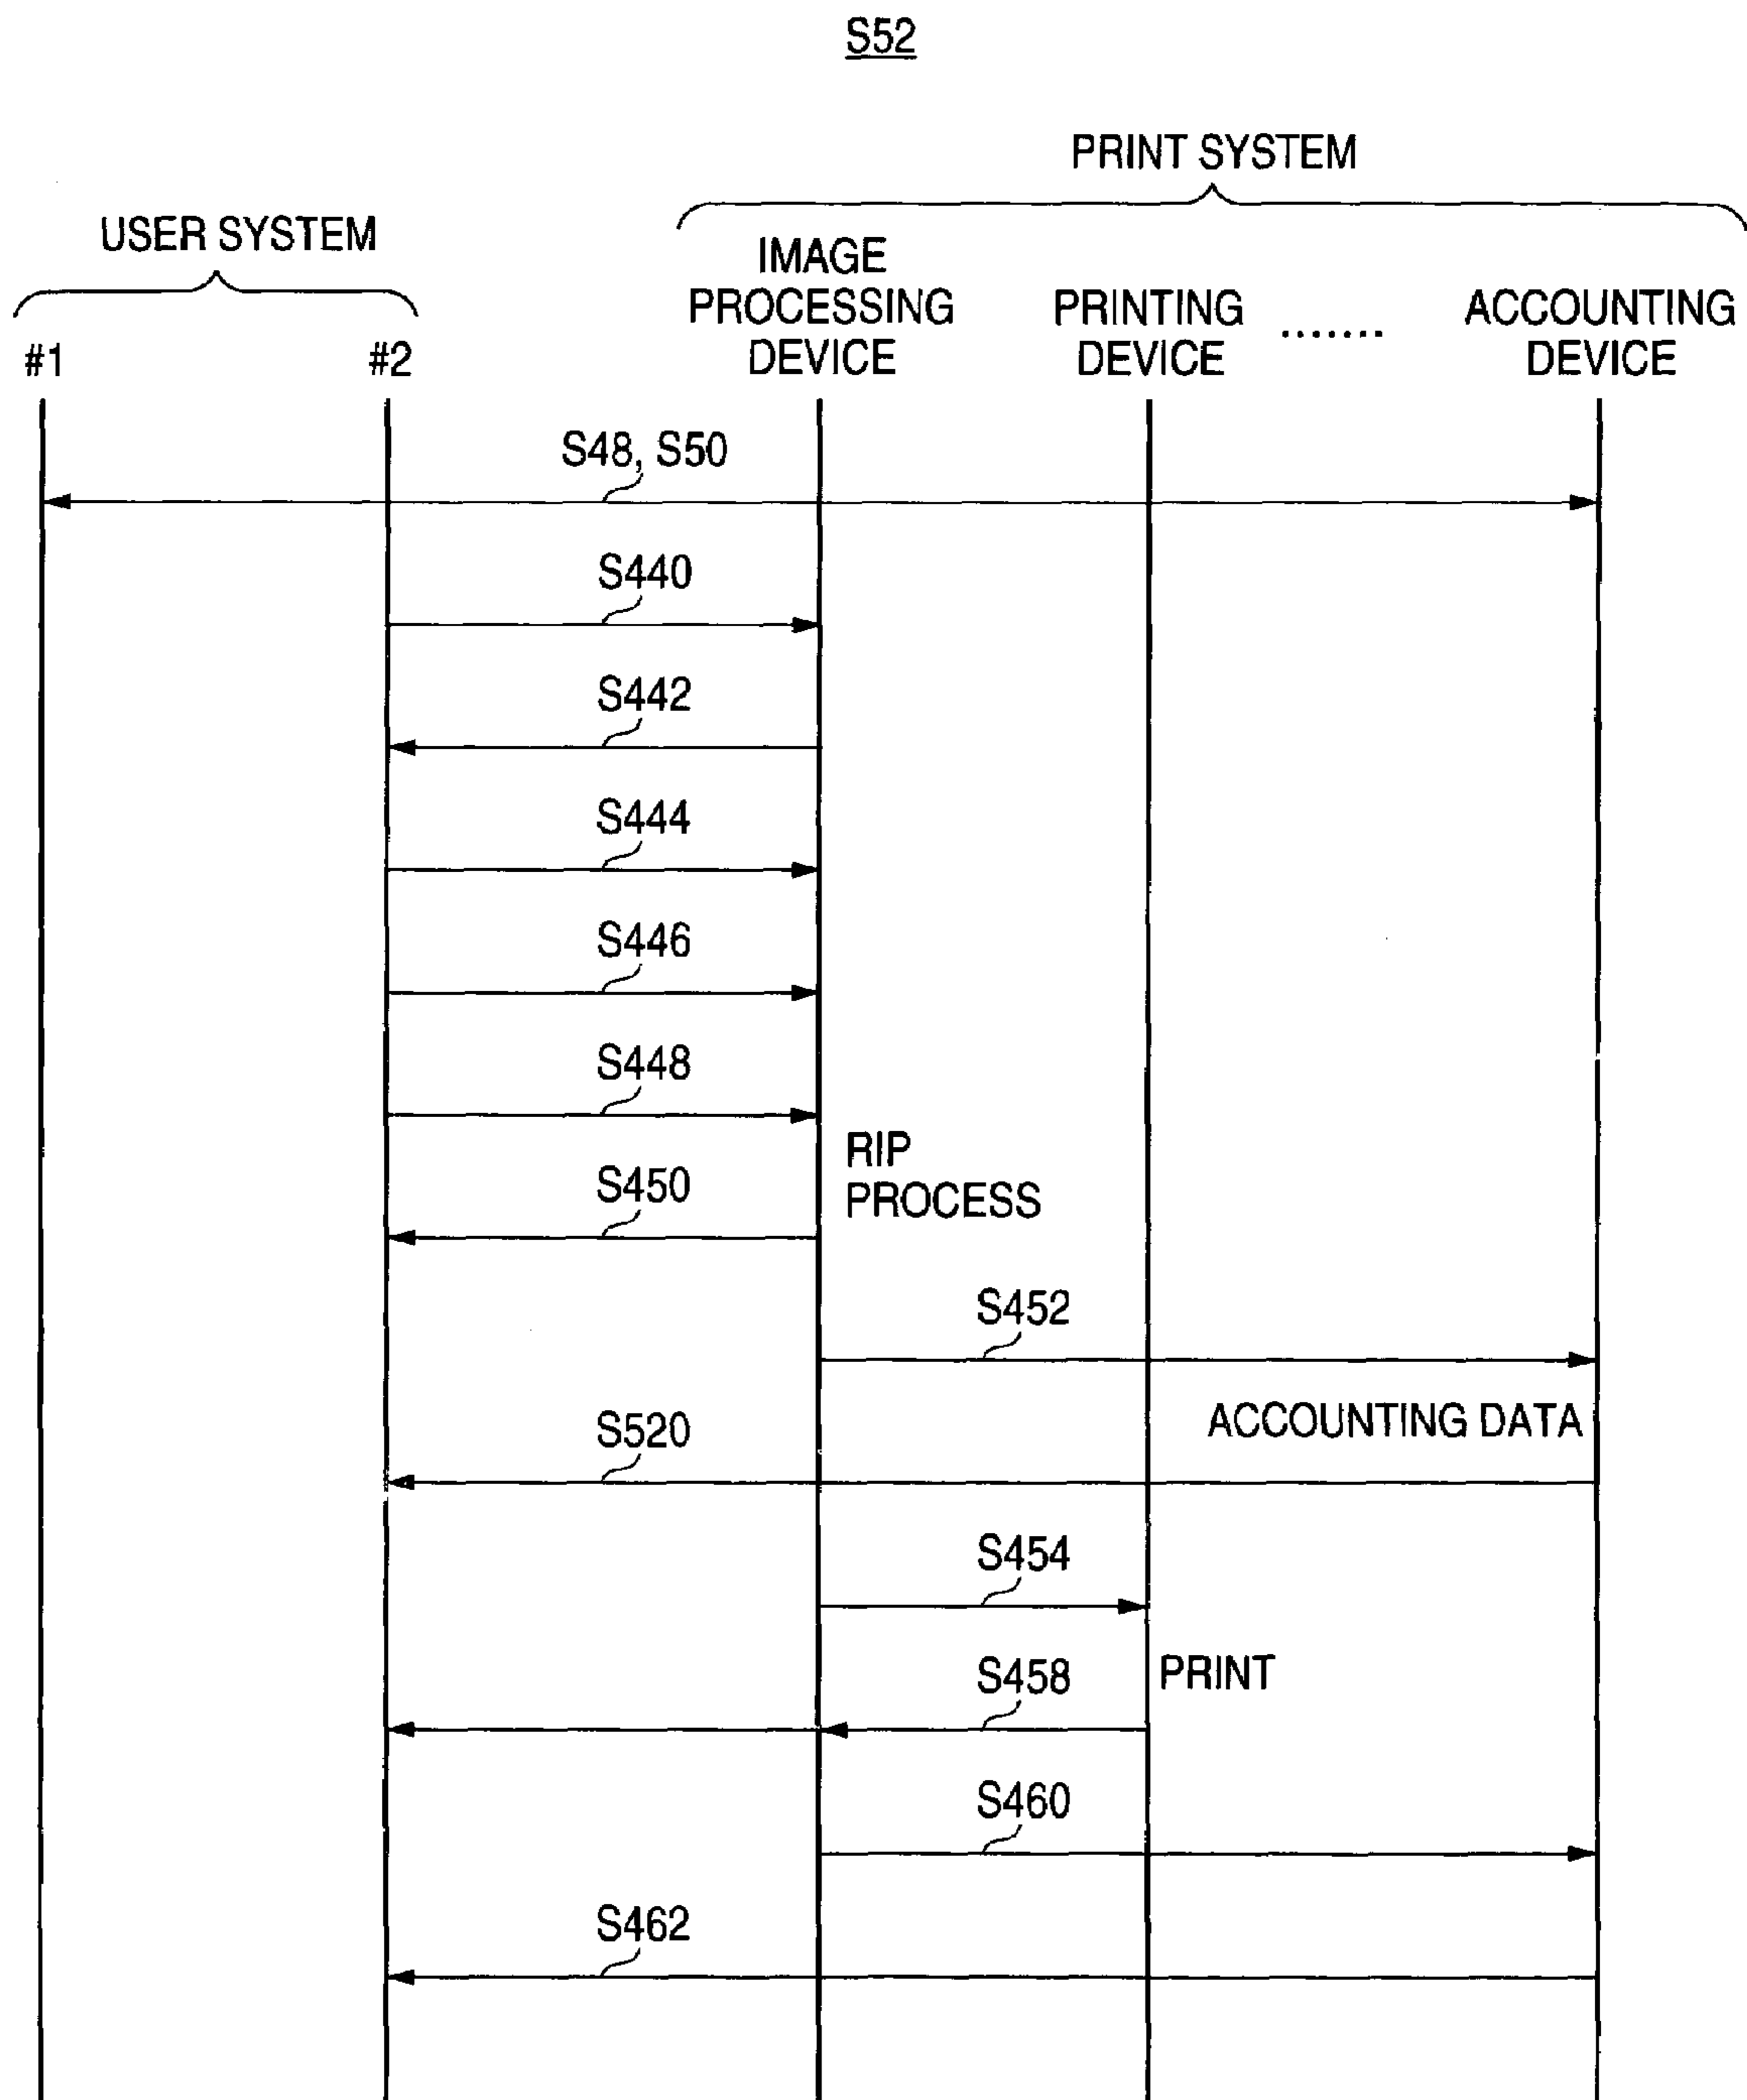 S52
PRINT SYSTEM
USER SYSTEM
IMAGE
PROCESSING
DEVICE
PRINTING
DEVICE
.......
ACCOUNTING
DEVICE
#1
#2
S48, S50
S440
S442
S444
S446
S448
RIP
PROCESS
S450
S452
ACCOUNTING DATA
S520
S454
PRINT
S458
S460
S462